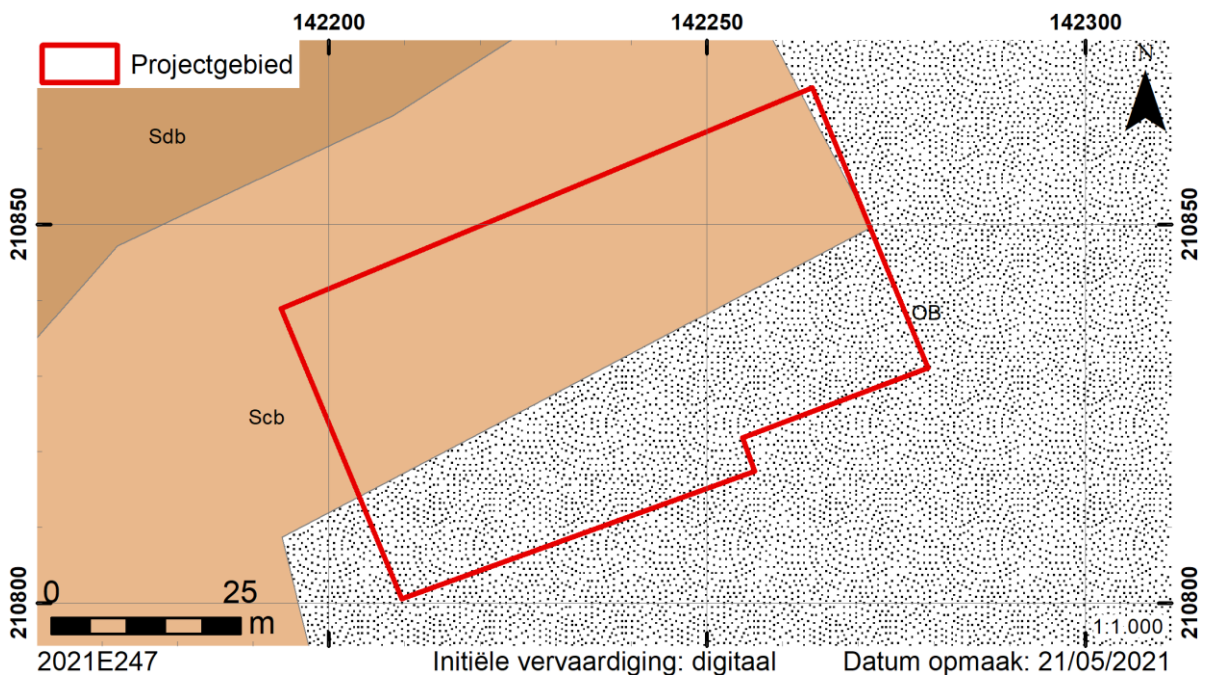 142200 142250 142300
Projectgebied
N
Sdb
210850 210850
OB
Scb
0 25
m
210800 210800
1:1.000
2021E247 Initiële vervaardiging: digitaal Datum opmaak: 21/05/2021